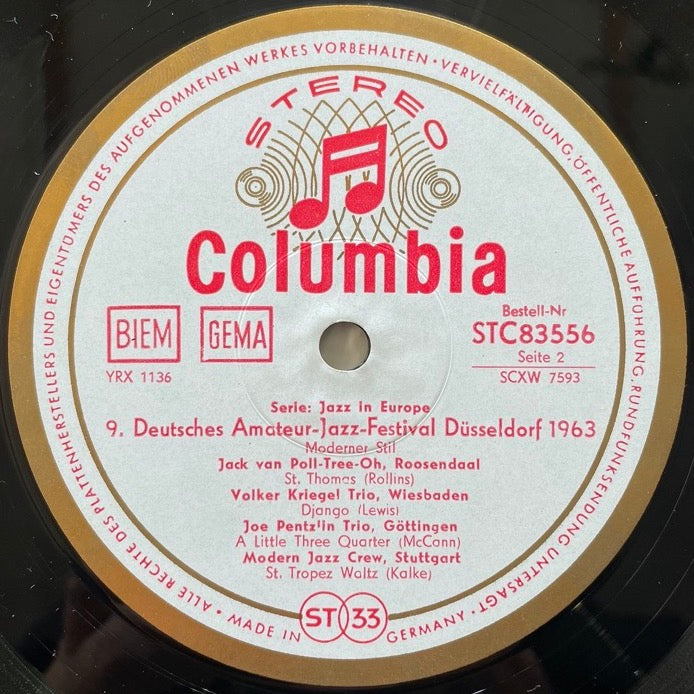 ALLE RECHTE DES PLATTENHERSTELLERS UND EIGENTÜMERS DES AUFGENOMMENEN WERKES VORBEHALTEN · VERVIELFÄLTIGUNG, ÖFFENTLICHE AUFFÜHRUNG, RUNDFUNKSENDUNG UNTERSAGT ·
STEREO
Columbia
BIEM
GEMA
YRX 1136
Bestell-Nr
STC83556
Seite 2
SCXW 7593
Serie: Jazz in Europe
9. Deutsches Amateur-Jazz-Festival Düsseldorf 1963
Moderner Stil
Jack van Poll-Tree-Oh, Roosendaal
St. Thomas (Rollins)
Volker Kriegel Trio, Wiesbaden
Django (Lewis)
Joe Pentzlin Trio, Göttingen
A Little Three Quarter (McCann)
Modern Jazz Crew, Stuttgart
St. Tropez Waltz (Kalke)
MADE IN ST 33 GERMANY